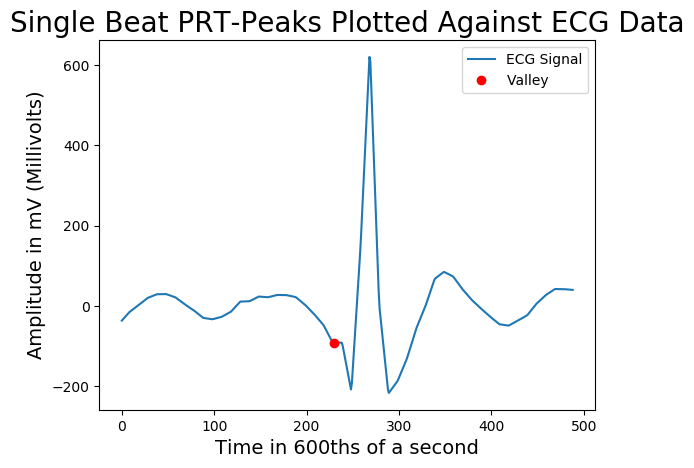 Single Beat PRT-Peaks Plotted Against ECG Data
ECG Signal
Valley
Amplitude in mV (Millivolts)
600
400
200
0
−200
0 100 200 300 400 500
Time in 600ths of a second